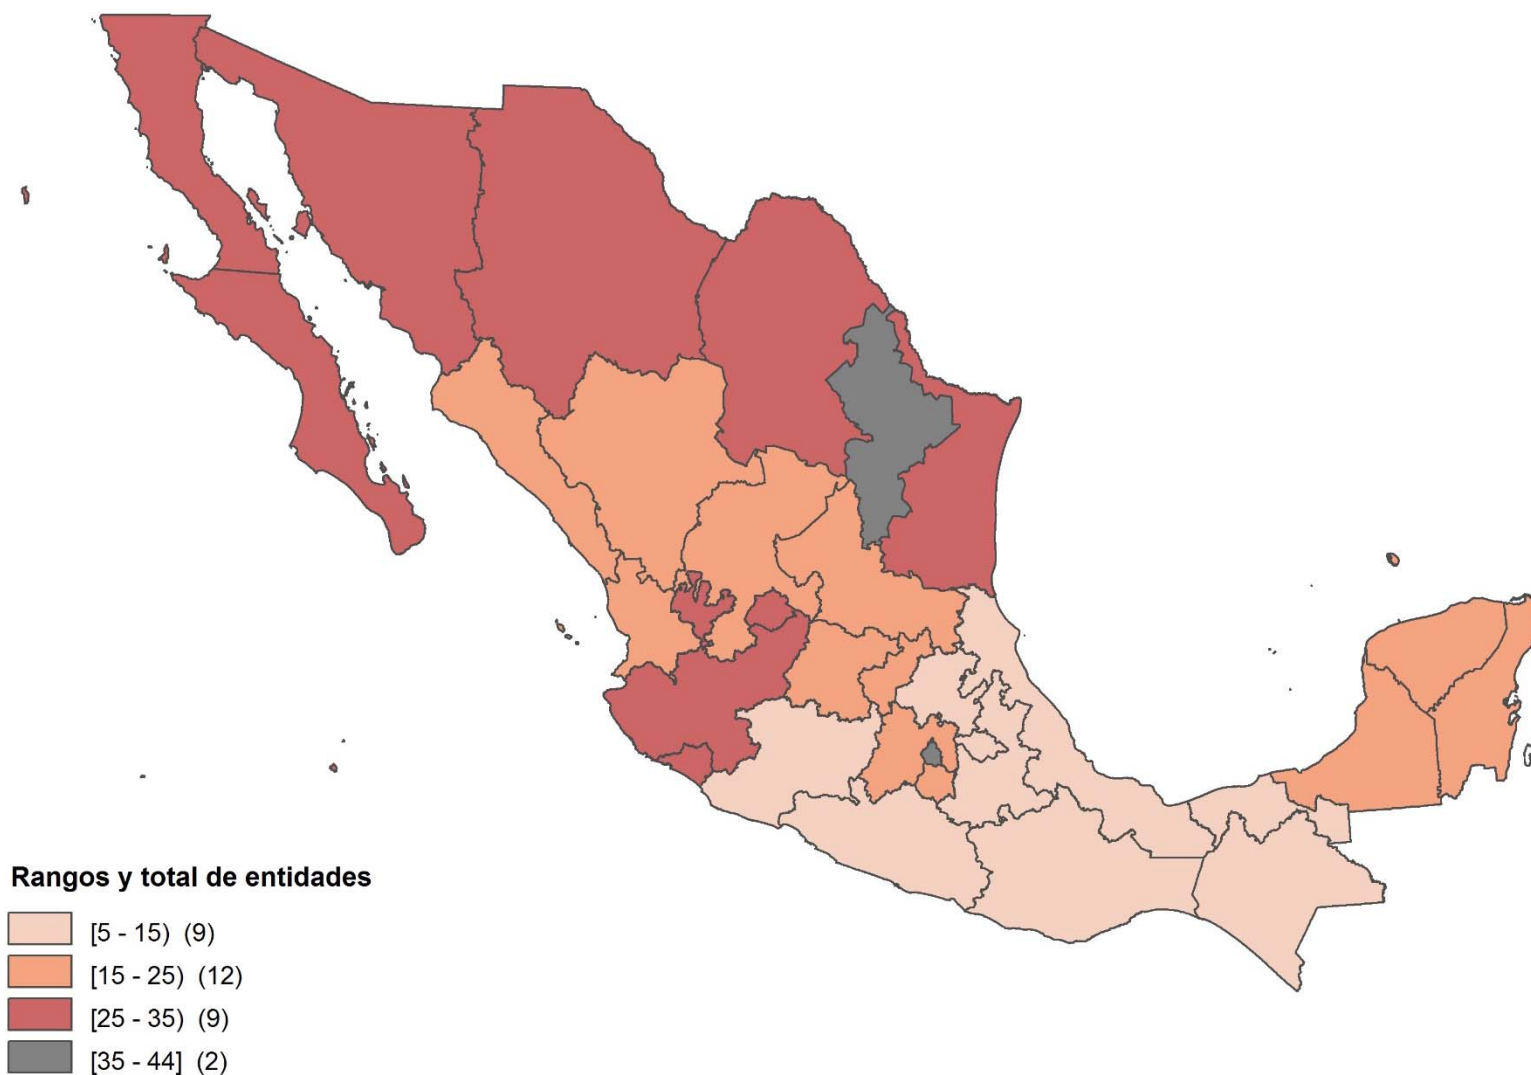 Rangos y total de entidades
[5 - 15) (9)
[15 - 25) (12)
[25 - 35) (9)
[35 - 44] (2)